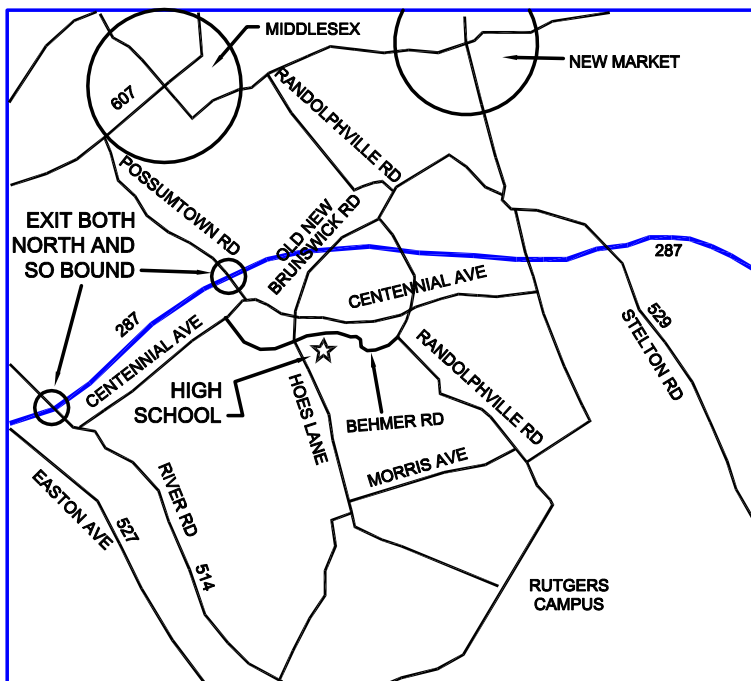 MIDDLESEX
NEW MARKET
607
RANDOLPHVILLE RD
POSSUMTOWN RD
EXIT BOTH
NORTH AND
SO BOUND
OLD NEW
BRUNSWICK RD
287
CENTENNIAL AVE
287
CENTENNIAL AVE
529
STELTON RD
HIGH
SCHOOL
HOES LANE
BEHMER RD
RANDOLPHVILLE RD
MORRIS AVE
EASTON AVE
527
RIVER RD
514
RUTGERS
CAMPUS